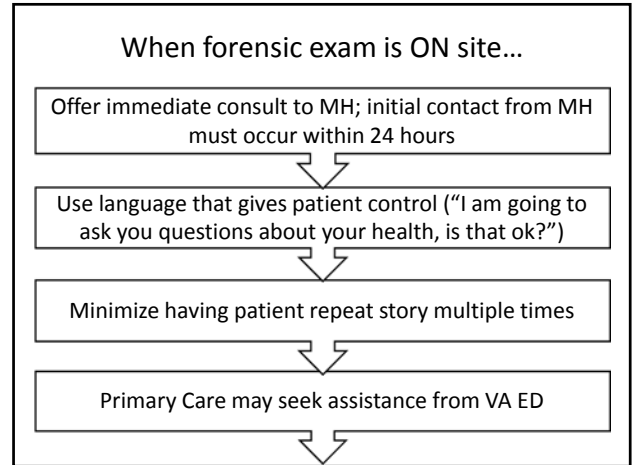 When forensic exam is ON site…
Offer immediate consult to MH; initial contact from MH
must occur within 24 hours
Use language that gives patient control (“I am going to
ask you questions about your health, is that ok?”)
Minimize having patient repeat story multiple times
Primary Care may seek assistance from VA ED